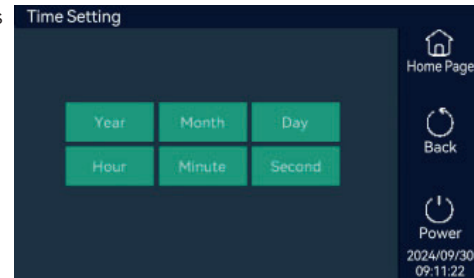 s
Time Setting
Home Page
Year Month Day
Hour Minute Second
Back
Power
2024/09/30
09:11:22